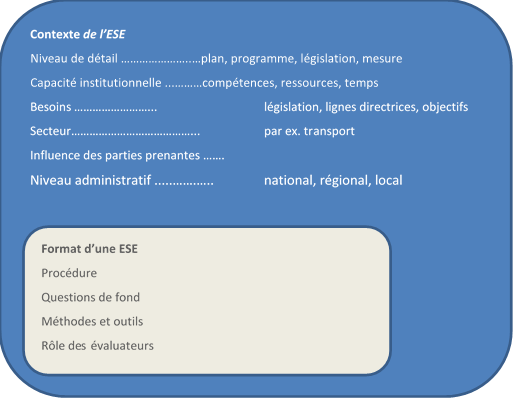 Contexte de l’ESE
Niveau de détail …………………..…plan, programme, législation, mesure
Capacité institutionnelle ...………compétences, ressources, temps
Besoins …………………….. législation, lignes directrices, objectifs
Secteur………………………………... par ex. transport
Influence des parties prenantes …….
Niveau administratif ....………….. national, régional, local
Format d’une ESE
Procédure
Questions de fond
Méthodes et outils
Rôle des évaluateurs